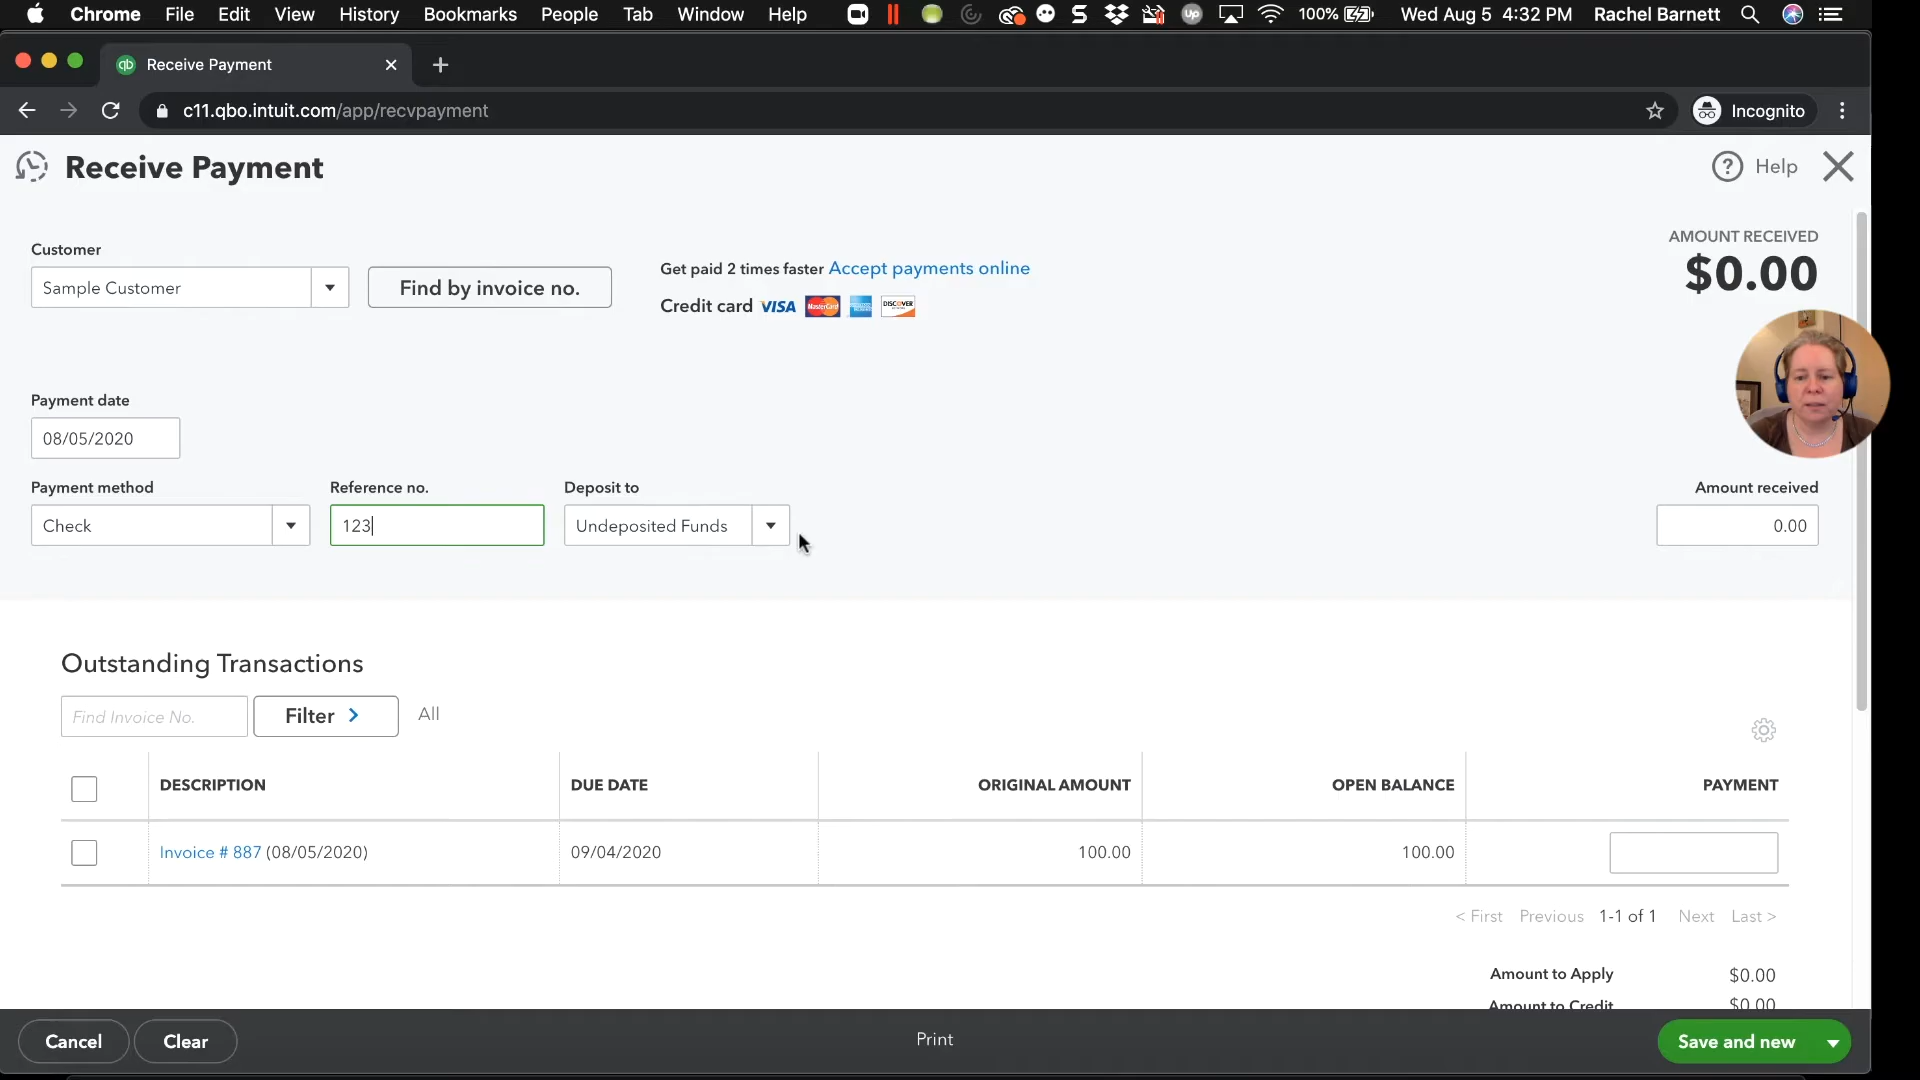 Chrome File Edit View History Bookmarks People Tab Window Help S Up 100% Wed Aug 5 4:32 PM Rachel Barnett
qb Receive Payment
c11.qbo.intuit.com/app/recvpayment Incognito
Receive Payment
? Help
Customer
Sample Customer
Find by invoice no.
Get paid 2 times faster Accept payments online
Credit card VISA MasterCard DISCOVER
AMOUNT RECEIVED
$0.00
Payment date
08/05/2020
Payment method Reference no. Deposit to Amount received
Check 123 Undeposited Funds 0.00
Outstanding Transactions
Find Invoice No. Filter > All
DESCRIPTION DUE DATE ORIGINAL AMOUNT OPEN BALANCE PAYMENT
Invoice # 887 (08/05/2020) 09/04/2020 100.00 100.00
< First Previous 1-1 of 1 Next Last >
Amount to Apply $0.00
Amount to Credit $0.00
Cancel Clear Print Save and new